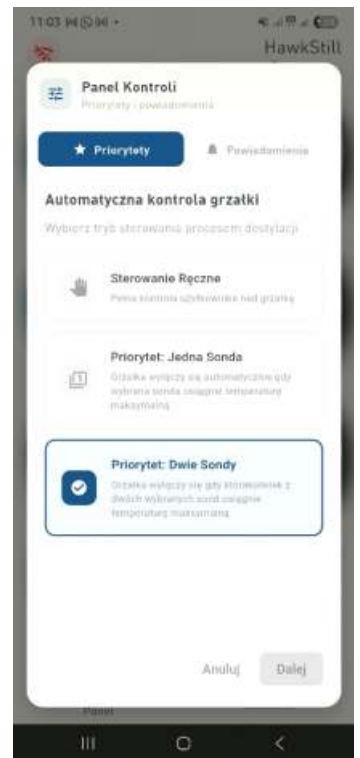 11:03
HawkStill
Panel Kontroli
Priorytety i powiadomienia
Priorytety
Powiadomienia
Automatyczna kontrola grzałki
Wybierz tryb sterowania procesem destylacji
Sterowanie Ręczne
Pełna kontrola użytkownika nad grzałką
Priorytet: Jedna Sonda
Grzałka wyłączy się automatycznie gdy
wybrana sonda osiągnie temperaturę
maksymalną
Priorytet: Dwie Sondy
Grzałka wyłączy się gdy którakolwiek z
dwóch wybranych sond osiągnie
temperaturę maksymalną
Anuluj
Dalej
Panel